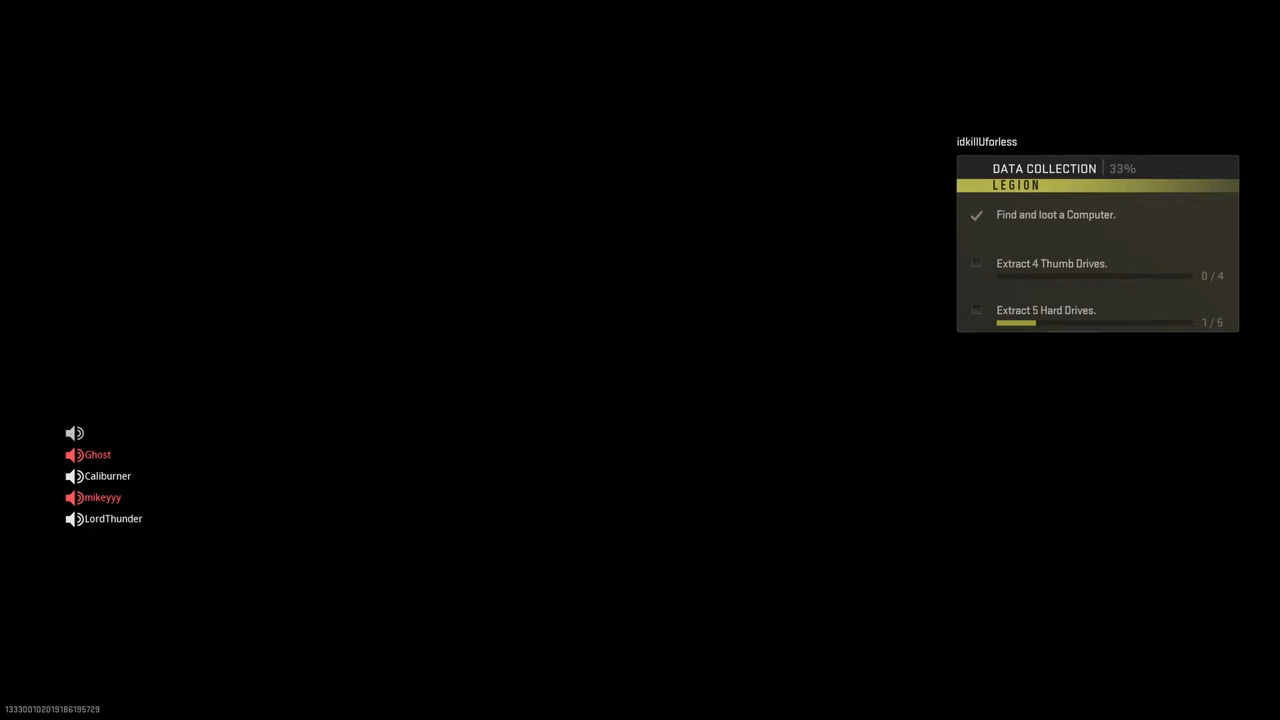 idkillUforless
DATA COLLECTION | 33%
LEGION
Find and loot a Computer.
Extract 4 Thumb Drives.
0 / 4
Extract 5 Hard Drives.
1 / 5
Ghost
Caliburner
mikeyyy
LordThunder
133300102019186195729